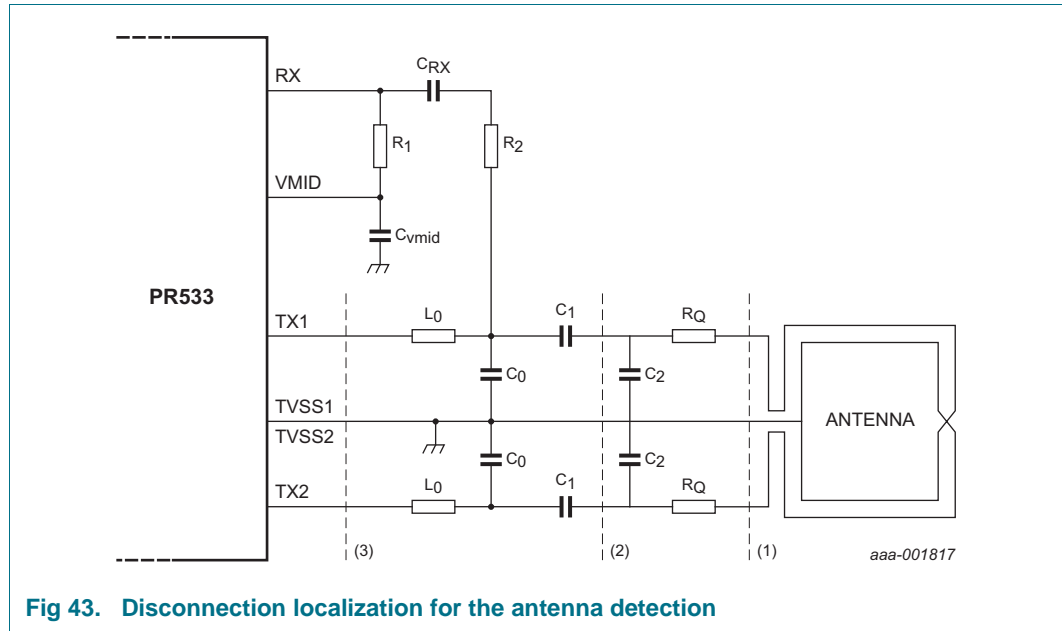 RX
C_RX
R_1
R_2
VMID
C_vmid
PR533
TX1
L_0
C_1
R_Q
C_0
C_2
TVSS1
TVSS2
ANTENNA
C_0
C_2
TX2
L_0
C_1
R_Q
(3)
(2)
(1)
aaa-001817
Fig 43. Disconnection localization for the antenna detection